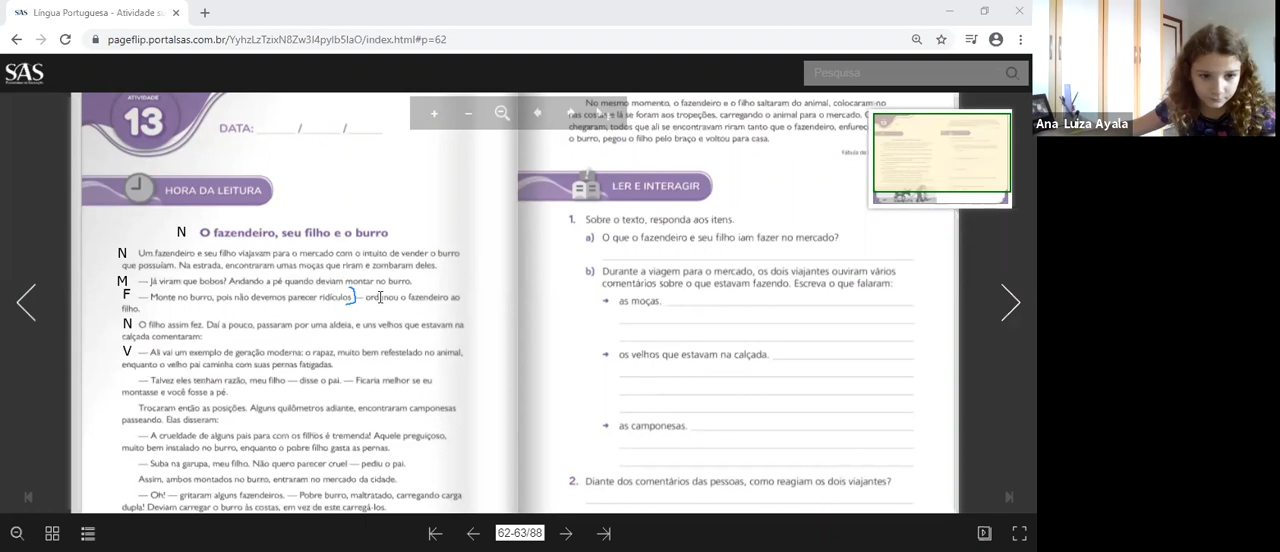 SAS Língua Portuguesa - Atividade su
pageflip.portalsas.com.br/YyhzLzTzixN8Zw3I4pyIb5IaO/index.html#p=62
SAS
Pesquisa
Ana Luiza Ayala
ATIVIDADE
13
DATA: ____/____/____
HORA DA LEITURA
N O fazendeiro, seu filho e o burro
N Um fazendeiro e seu filho viajavam para o mercado com o intuito de vender o burro
que possuíam. Na estrada, encontraram umas moças que riram e zombaram deles.
M — Já viram que bobos? Andando a pé quando deviam montar no burro.
F — Monte no burro, pois não devemos parecer ridículos — ordenou o fazendeiro ao
filho.
N O filho assim fez. Daí a pouco, passaram por uma aldeia, e uns velhos que estavam na
calçada comentaram:
V — Ali vai um exemplo de geração moderna: o rapaz, muito bem refestelado no animal,
enquanto o velho pai caminha com suas pernas fatigadas.
— Talvez eles tenham razão, meu filho — disse o pai. — Ficaria melhor se eu
montasse e você fosse a pé.
Trocaram então as posições. Alguns quilômetros adiante, encontraram camponesas
passeando. Elas disseram:
— A crueldade de alguns pais para com os filhos é tremenda! Aquele preguiçoso,
muito bem instalado no burro, enquanto o pobre filho gasta as pernas.
— Suba na garupa, meu filho. Não quero parecer cruel — pediu o pai.
Assim, ambos montados no burro, entraram no mercado da cidade.
— Oh! — gritaram alguns fazendeiros. — Pobre burro, maltratado, carregando carga
dupla! Deviam carregar o burro às costas, em vez de este carregá-los.
No mesmo momento, o fazendeiro e o filho saltaram do animal, colocaram-no
nas costas e lá se foram aos tropeções, carregando o animal para o mercado.
chegaram, todos que ali se encontravam riram tanto que o fazendeiro, enfurec
o burro, pegou o filho pelo braço e voltou para casa.
Fábula de
LER E INTERAGIR
1. Sobre o texto, responda aos itens.
a) O que o fazendeiro e seu filho iam fazer no mercado?
b) Durante a viagem para o mercado, os dois viajantes ouviram vários
comentários sobre o que estavam fazendo. Escreva o que falaram:
as moças.
os velhos que estavam na calçada.
as camponesas.
2. Diante dos comentários das pessoas, como reagiam os dois viajantes?
62-63/88